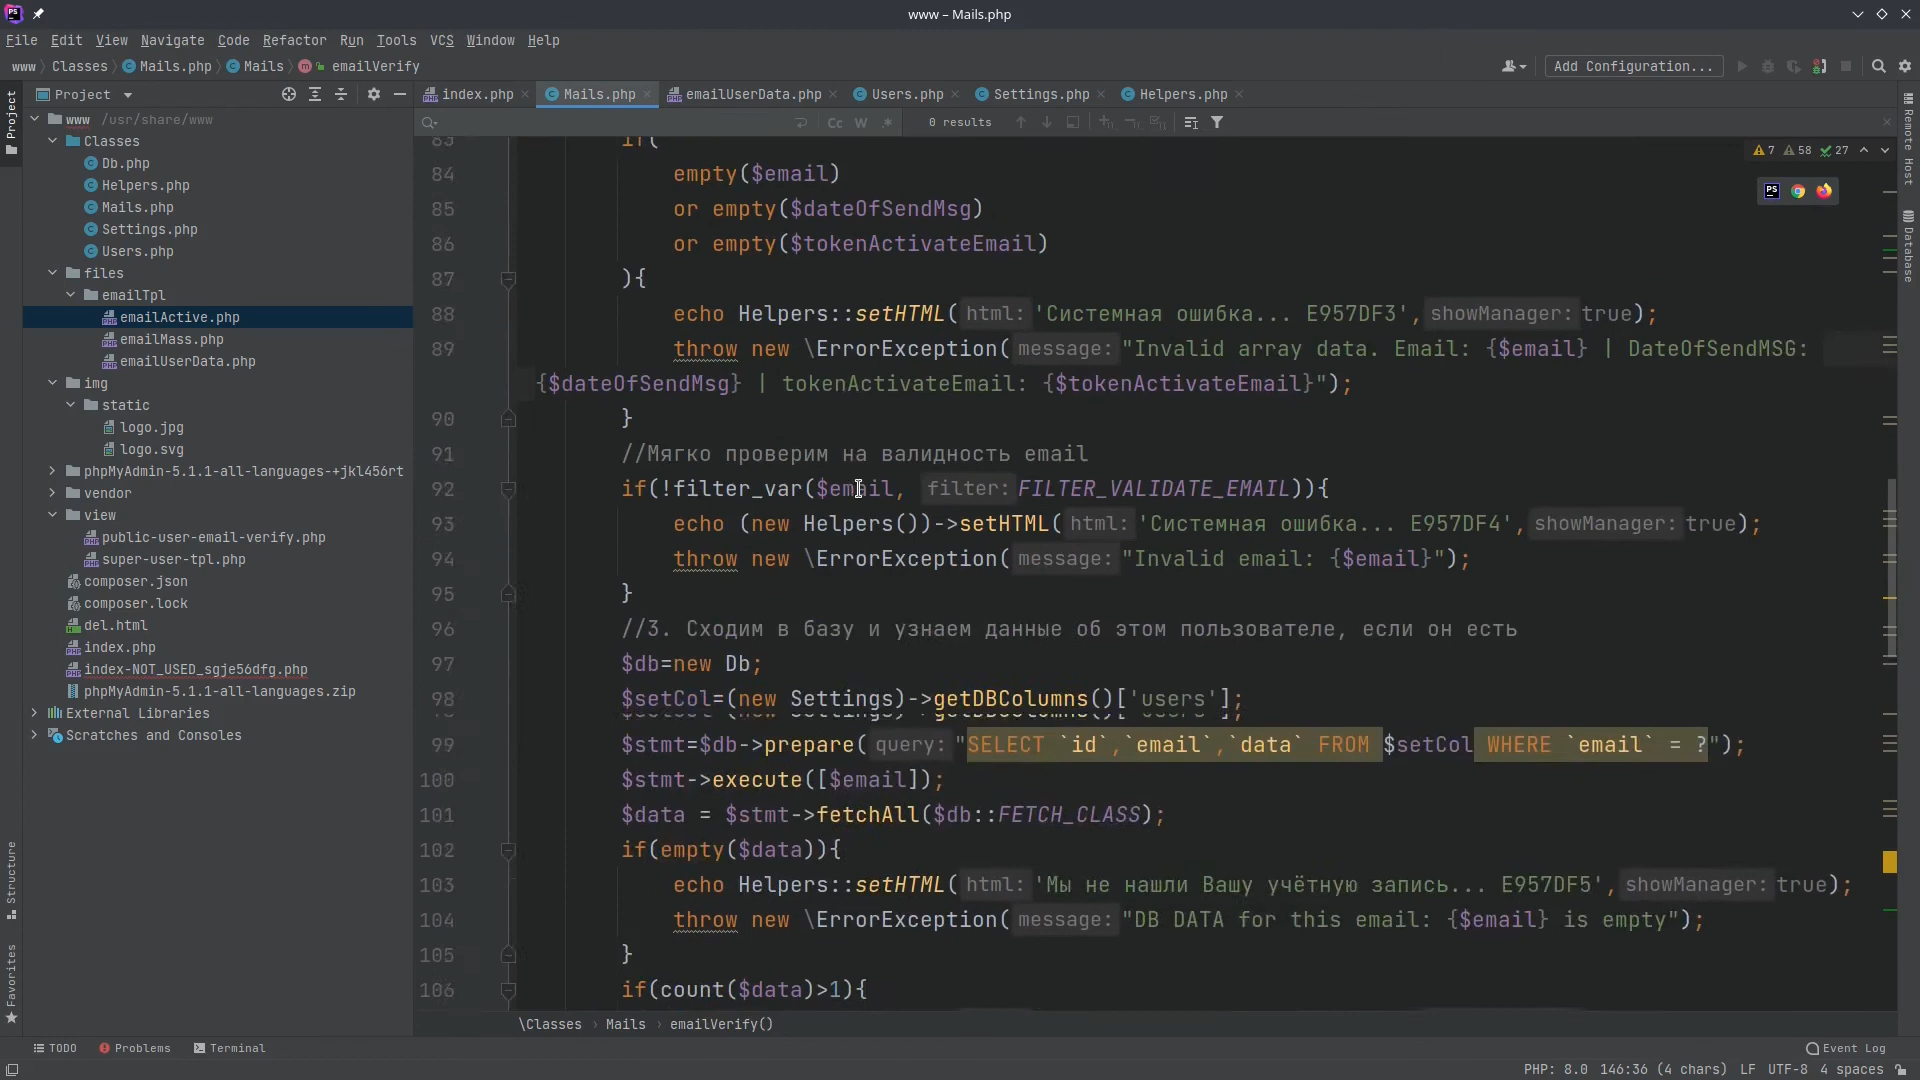 www – Mails.php
File Edit View Navigate Code Refactor Run Tools VCS Window Help
www Classes Mails.php Mails m emailVerify
Add Configuration...
Project
index.php Mails.php emailUserData.php Users.php Settings.php Helpers.php
Cc W 0 results
7 58 27
www /usr/share/www
Classes
Db.php
Helpers.php
Mails.php
Settings.php
Users.php
files
emailTpl
emailActive.php
emailMass.php
emailUserData.php
img
static
logo.jpg
logo.svg
phpMyAdmin-5.1.1-all-languages-+jkl456rt
vendor
view
public-user-email-verify.php
super-user-tpl.php
composer.json
composer.lock
del.html
index.php
index-NOT_USED_sgje56dfg.php
phpMyAdmin-5.1.1-all-languages.zip
External Libraries
Scratches and Consoles
83 if(
84 empty($email)
85 or empty($dateOfSendMsg)
86 or empty($tokenActivateEmail)
87 ){
88 echo Helpers::setHTML( html: 'Системная ошибка... E957DF3', showManager: true);
89 throw new \ErrorException( message: "Invalid array data. Email: {$email} | DateOfSendMSG:
{$dateOfSendMsg} | tokenActivateEmail: {$tokenActivateEmail}");
90 }
91 //Мягко проверим на валидность email
92 if(!filter_var($email, filter: FILTER_VALIDATE_EMAIL)){
93 echo (new Helpers())->setHTML( html: 'Системная ошибка... E957DF4', showManager: true);
94 throw new \ErrorException( message: "Invalid email: {$email}");
95 }
96 //3. Сходим в базу и узнаем данные об этом пользователе, если он есть
97 $db=new Db;
98 $setCol=(new Settings)->getDBColumns()['users'];
99 $stmt=$db->prepare( query: "SELECT `id`,`email`,`data` FROM $setCol WHERE `email` = ?");
100 $stmt->execute([$email]);
101 $data = $stmt->fetchAll($db::FETCH_CLASS);
102 if(empty($data)){
103 echo Helpers::setHTML( html: 'Мы не нашли Вашу учётную запись... E957DF5', showManager: true);
104 throw new \ErrorException( message: "DB DATA for this email: {$email} is empty");
105 }
106 if(count($data)>1){
\Classes Mails emailVerify()
Project
Structure
Favorites
Remote Host
Database
TODO Problems Terminal
Event Log
PHP: 8.0 146:36 (4 chars) LF UTF-8 4 spaces